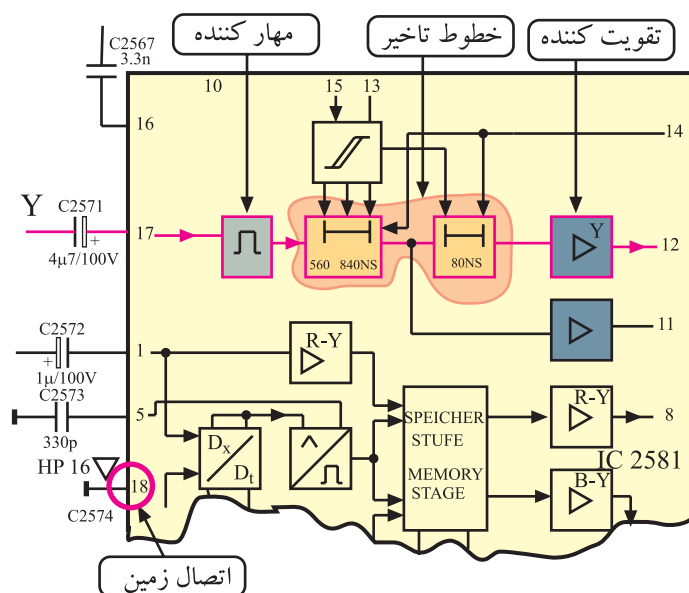 مهار کننده
خطوط تاخیر
تقویت کننده
C2567
3.3n
10
15
13
16
14
Y
C2571
+
4µ7/100V
17
560 840NS
80NS
Y
12
11
C2572
+
1µ/100V
1
R-Y
C2573
330p
5
SPEICHER
STUFE
MEMORY
STAGE
R-Y
8
HP 16
18
Dx
Dt
IC 2581
B-Y
C2574
اتصال زمین